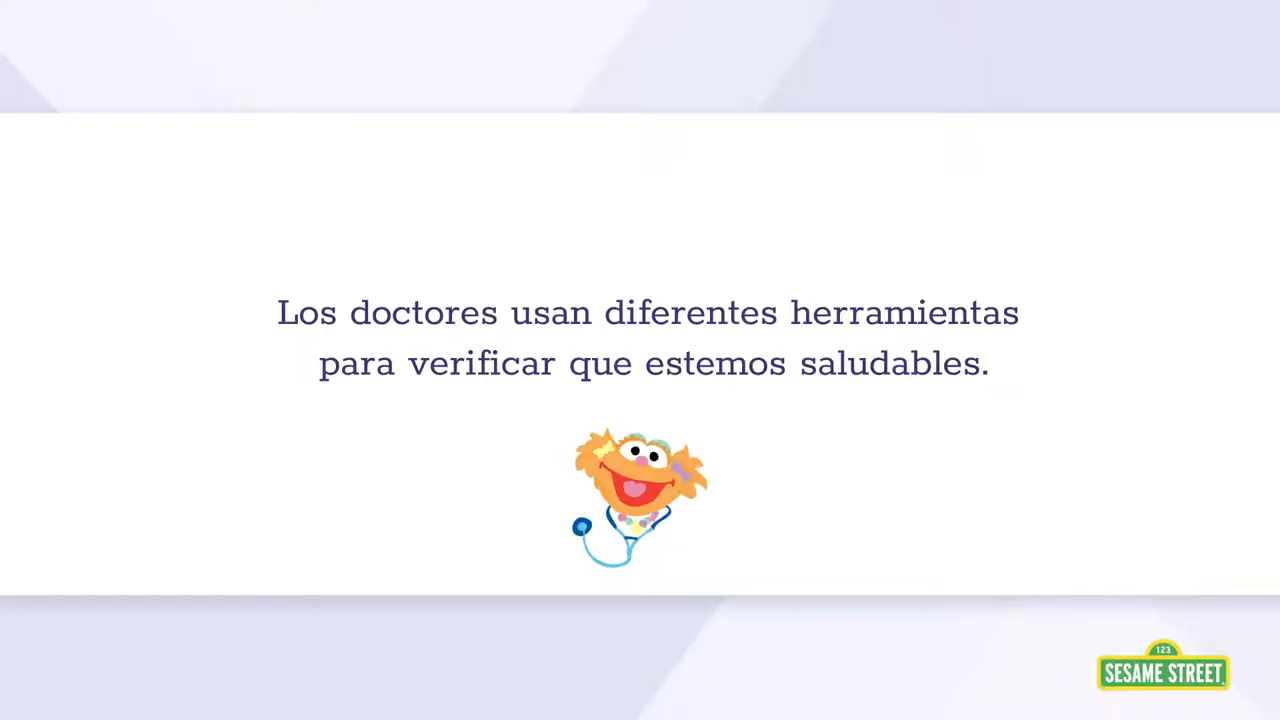 Los doctores usan diferentes herramientas
para verificar que estemos saludables.
123
SESAME STREET